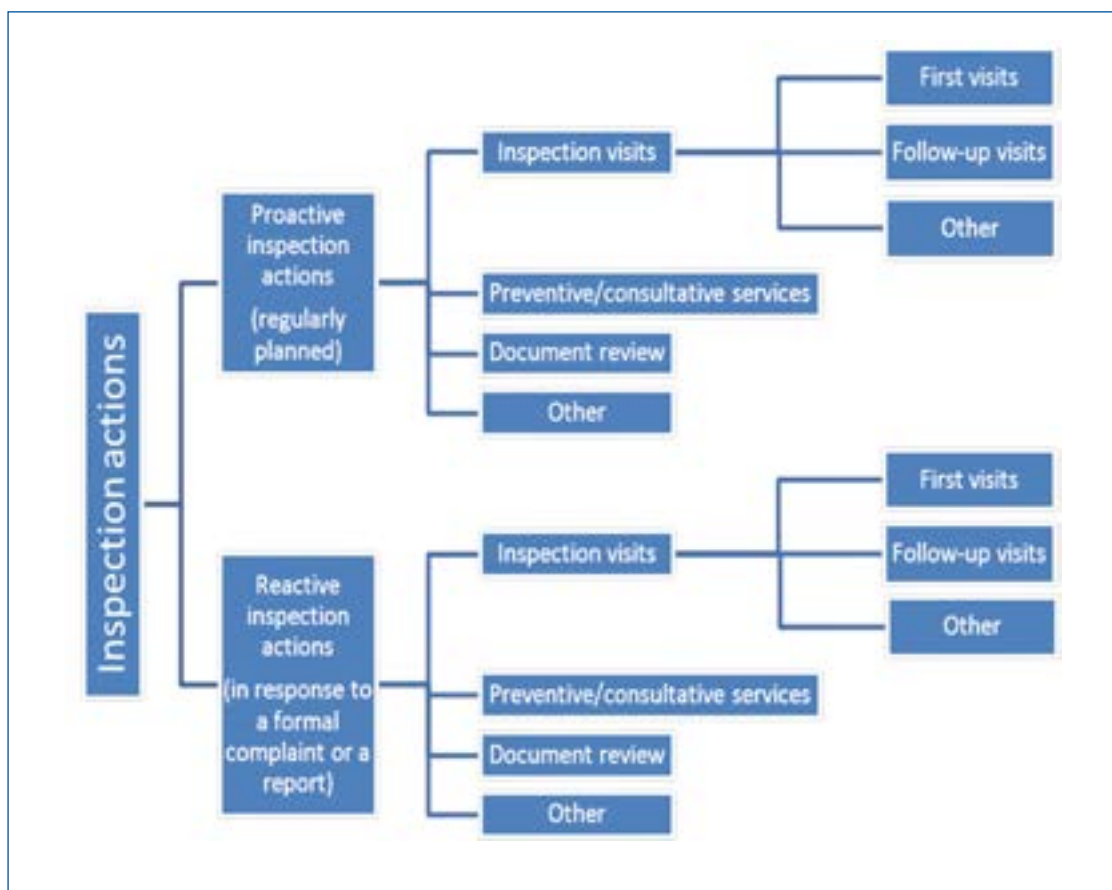 Inspection actions
Proactive
inspection
actions
(regularly
planned)
Inspection visits
First visits
Follow-up visits
Other
Preventive/consultative services
Document review
Other
Reactive
inspection
actions
(in response to
a formal
complaint or a
report)
Inspection visits
First visits
Follow-up visits
Other
Preventive/consultative services
Document review
Other